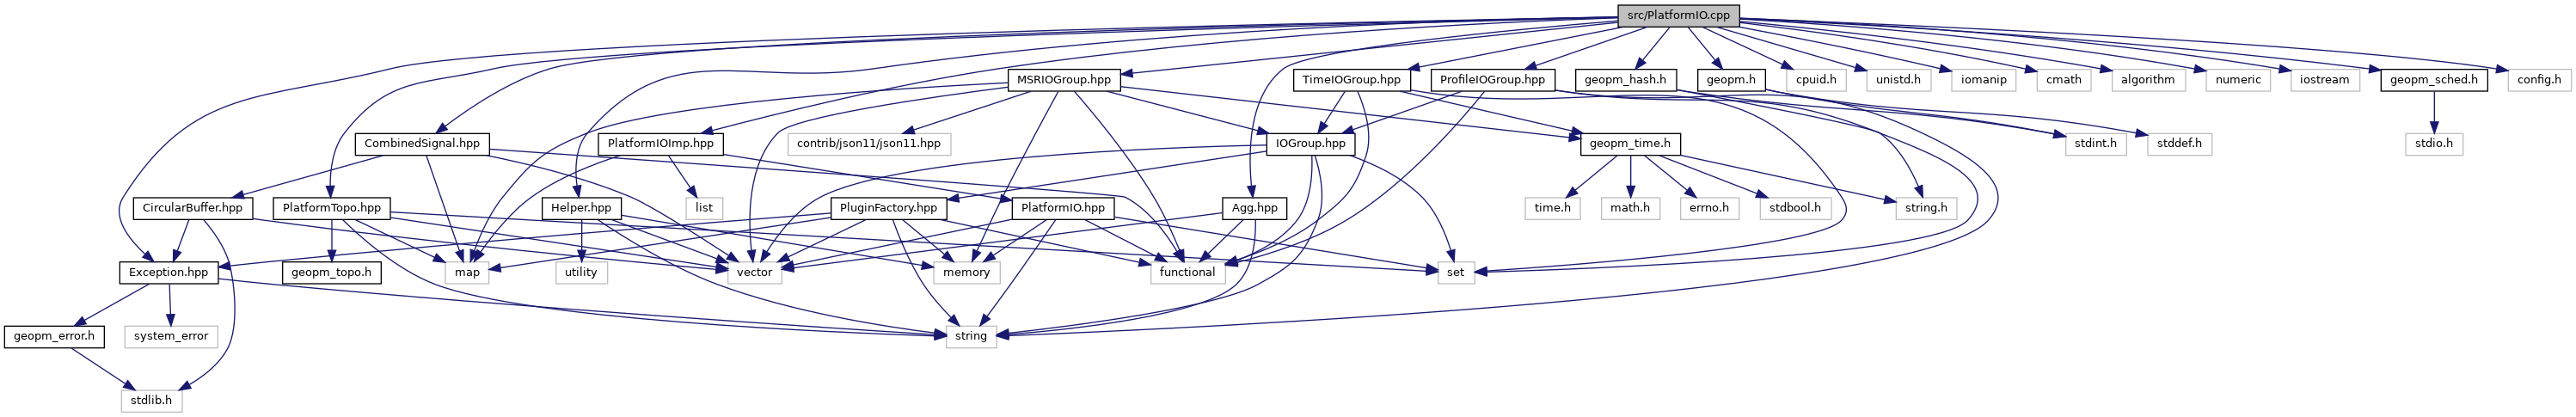 src/PlatformIO.cpp
MSRIOGroup.hpp
TimeIOGroup.hpp
ProfileIOGroup.hpp
geopm_hash.h
geopm.h
cpuid.h
unistd.h
iomanip
cmath
algorithm
numeric
iostream
geopm_sched.h
config.h
CombinedSignal.hpp
PlatformIOImp.hpp
contrib/json11/json11.hpp
IOGroup.hpp
geopm_time.h
stdint.h
stddef.h
stdio.h
CircularBuffer.hpp
PlatformTopo.hpp
Helper.hpp
list
PluginFactory.hpp
PlatformIO.hpp
Agg.hpp
time.h
math.h
errno.h
stdbool.h
string.h
Exception.hpp
geopm_topo.h
map
utility
vector
memory
functional
set
geopm_error.h
system_error
string
stdlib.h